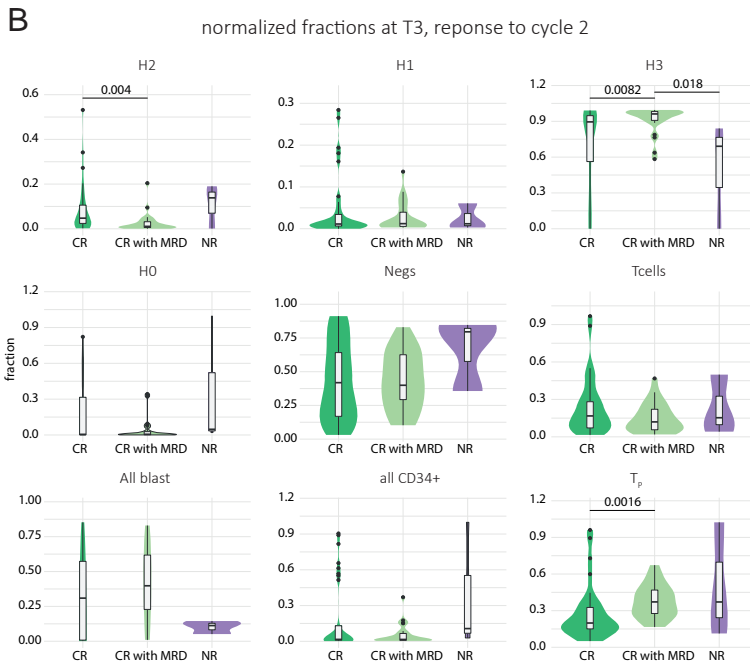 B
normalized fractions at T3, reponse to cycle 2
H2
0.004
0.6
0.4
0.2
0.0
CR
CR with MRD
NR
H1
0.3
0.2
0.1
0.0
CR
CR with MRD
NR
H3
0.0082
0.018
1.2
0.9
0.6
0.3
0.0
CR
CR with MRD
NR
fraction
H0
1.2
0.9
0.6
0.3
0.0
CR
CR with MRD
NR
Negs
1.00
0.75
0.50
0.25
0.00
CR
CR with MRD
NR
Tcells
0.9
0.6
0.3
0.0
CR
CR with MRD
NR
All blast
1.00
0.75
0.50
0.25
0.00
CR
CR with MRD
NR
all CD34+
1.2
0.9
0.6
0.3
0.0
CR
CR with MRD
NR
TP
0.0016
1.2
0.9
0.6
0.3
0.0
CR
CR with MRD
NR